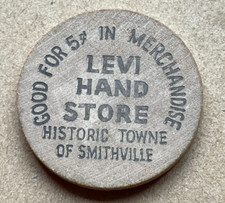 GOOD FOR 5¢ IN MERCHANDISE
LEVI
HAND
STORE
HISTORIC TOWNE
OF SMITHVILLE